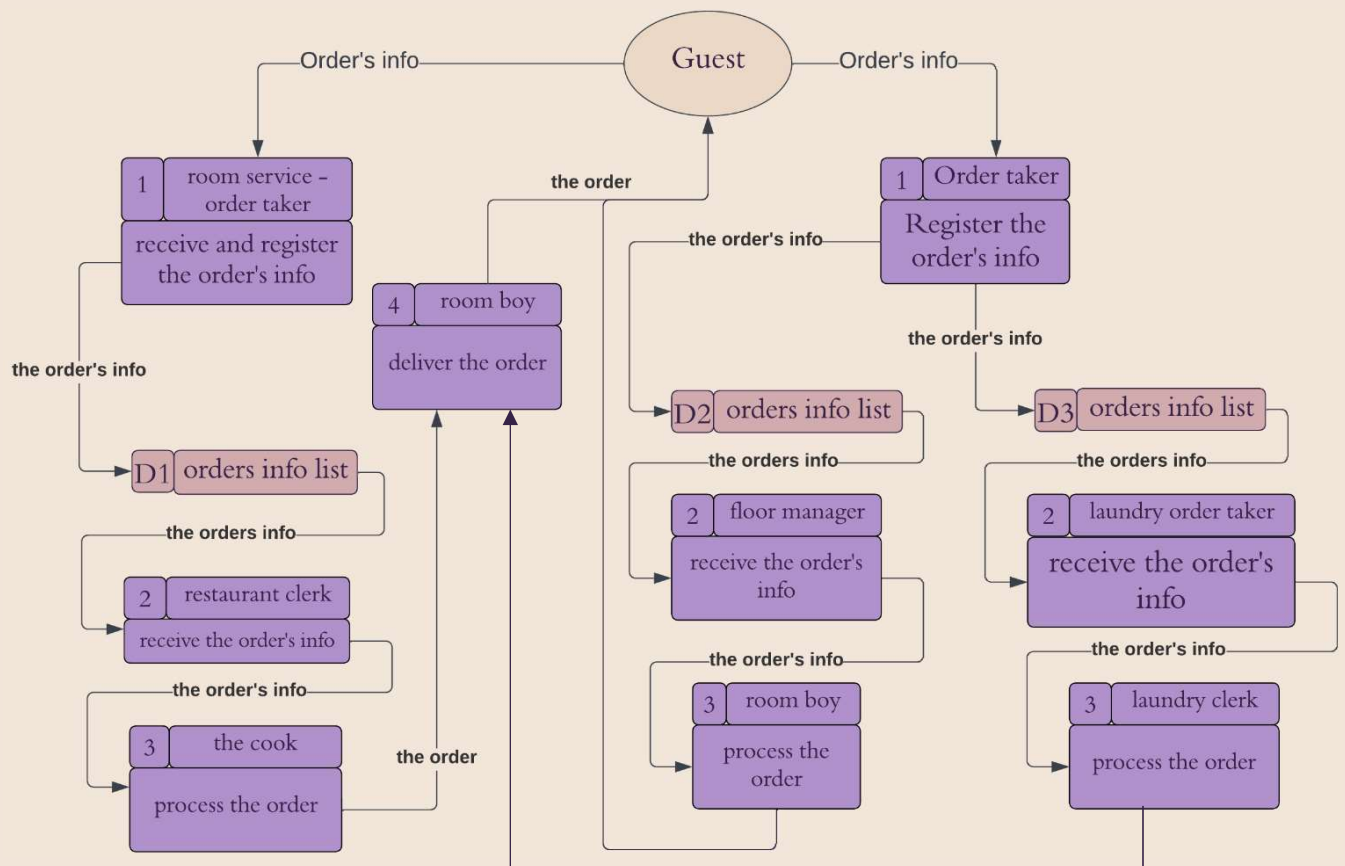 Guest
Order's info
Order's info
1
room service -
order taker
receive and register
the order's info
the order
1
Order taker
Register the
order's info
the order's info
4
room boy
deliver the order
the order's info
the order's info
D2
orders info list
D3
orders info list
D1
orders info list
the orders info
the orders info
the orders info
2
floor manager
receive the order's
info
2
laundry order taker
receive the order's
info
2
restaurant clerk
receive the order's info
the order's info
the order's info
the order's info
3
room boy
process the
order
3
laundry clerk
process the order
3
the cook
process the order
the order